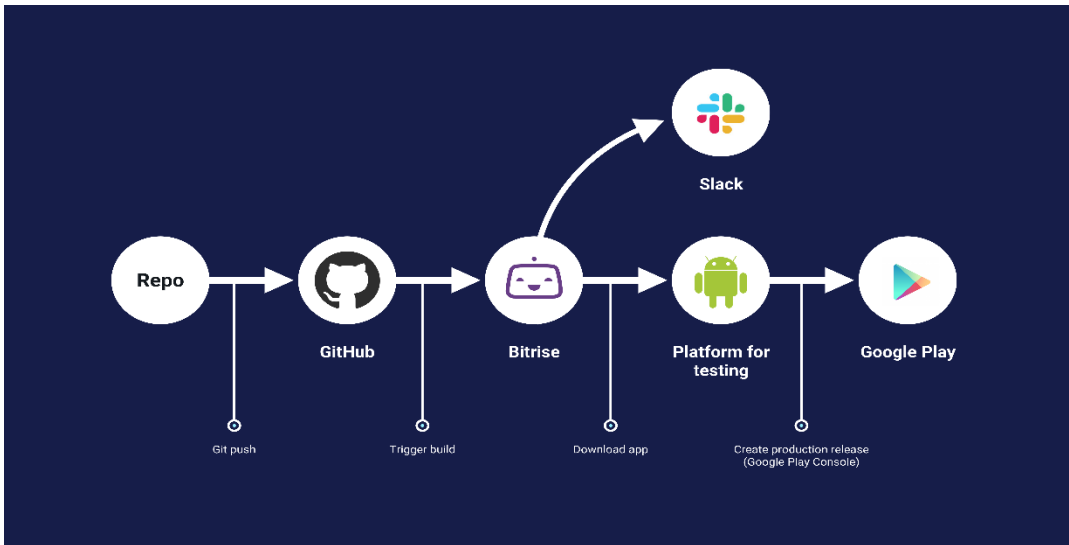 Slack
Repo
GitHub
Bitrise
Platform for
testing
Google Play
Git push
Trigger build
Download app
Create production release
(Google Play Console)